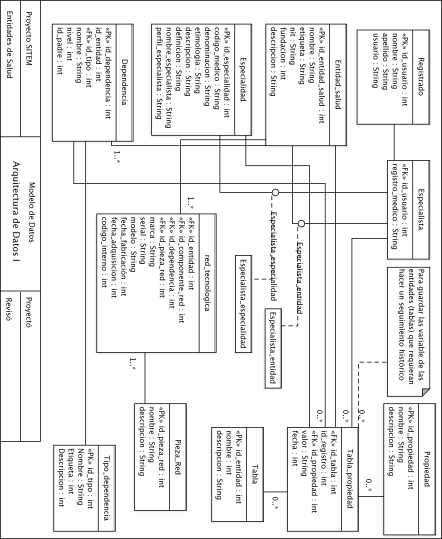 Registrado
«PK» id_usuario : int
nombre : String
apellido : String
usuario : String
Especialista
«PK» id_usuario : int
registro_medico : String
Para guardar las variable de las
entidades (tablas) que requieran
hacer un seguimiento histórico
Propiedad
«PK» id_propiedad : int
nombre : String
descripcion : String
Entidad_salud
«PK» id_entidad_salud : int
nombre : String
etiqueta : String
nit : String
fundacion : int
descripcion : String
Especialista_entidad
Especialista_entidad
0..*
0..*
0..*
0..*
Tabla_propiedad
«PK» id_tabla : int
id_registro : int
«FK» id_propiedad : int
valor : String
fecha : int
0..*
Especialidad
«PK» id_especialidad : int
codigo_medico : String
denominacion : String
etimologia : String
descripcion : String
definicion : String
nombre_especialista : String
perfil_especialista : String
Especialista_especialidad
Especialista_especialidad
Tabla
«PK» id_entidad : int
nombre : int
descripcion : String
Dependencia
«PK» id_dependencia : int
id_entidad : int
«FK» id_tipo : int
nombre : String
nivel : int
id_padre : int
1..*
1..*
red_tecnologica
«PK» id_entidad : int
«FK» id_componente_red : int
«FK» id_dependencia : int
«FK» id_pieza_red : int
marca : String
serial : String
modelo : String
fecha_fabricación : int
fecha_adquisicion : int
codigo_interno : int
1..*
Pieza_Red
«PK» id_pieza_red : int
nombre : String
descripcion : String
Tipo_dependencia
«PK» id_tipo : int
Nombre : String
Etiqueta : int
Descripcion : int
Proyecto SITEM
Modelo de Datos
Proyectó
Entidades de Salud
Arquitectura de Datos I
Revisó